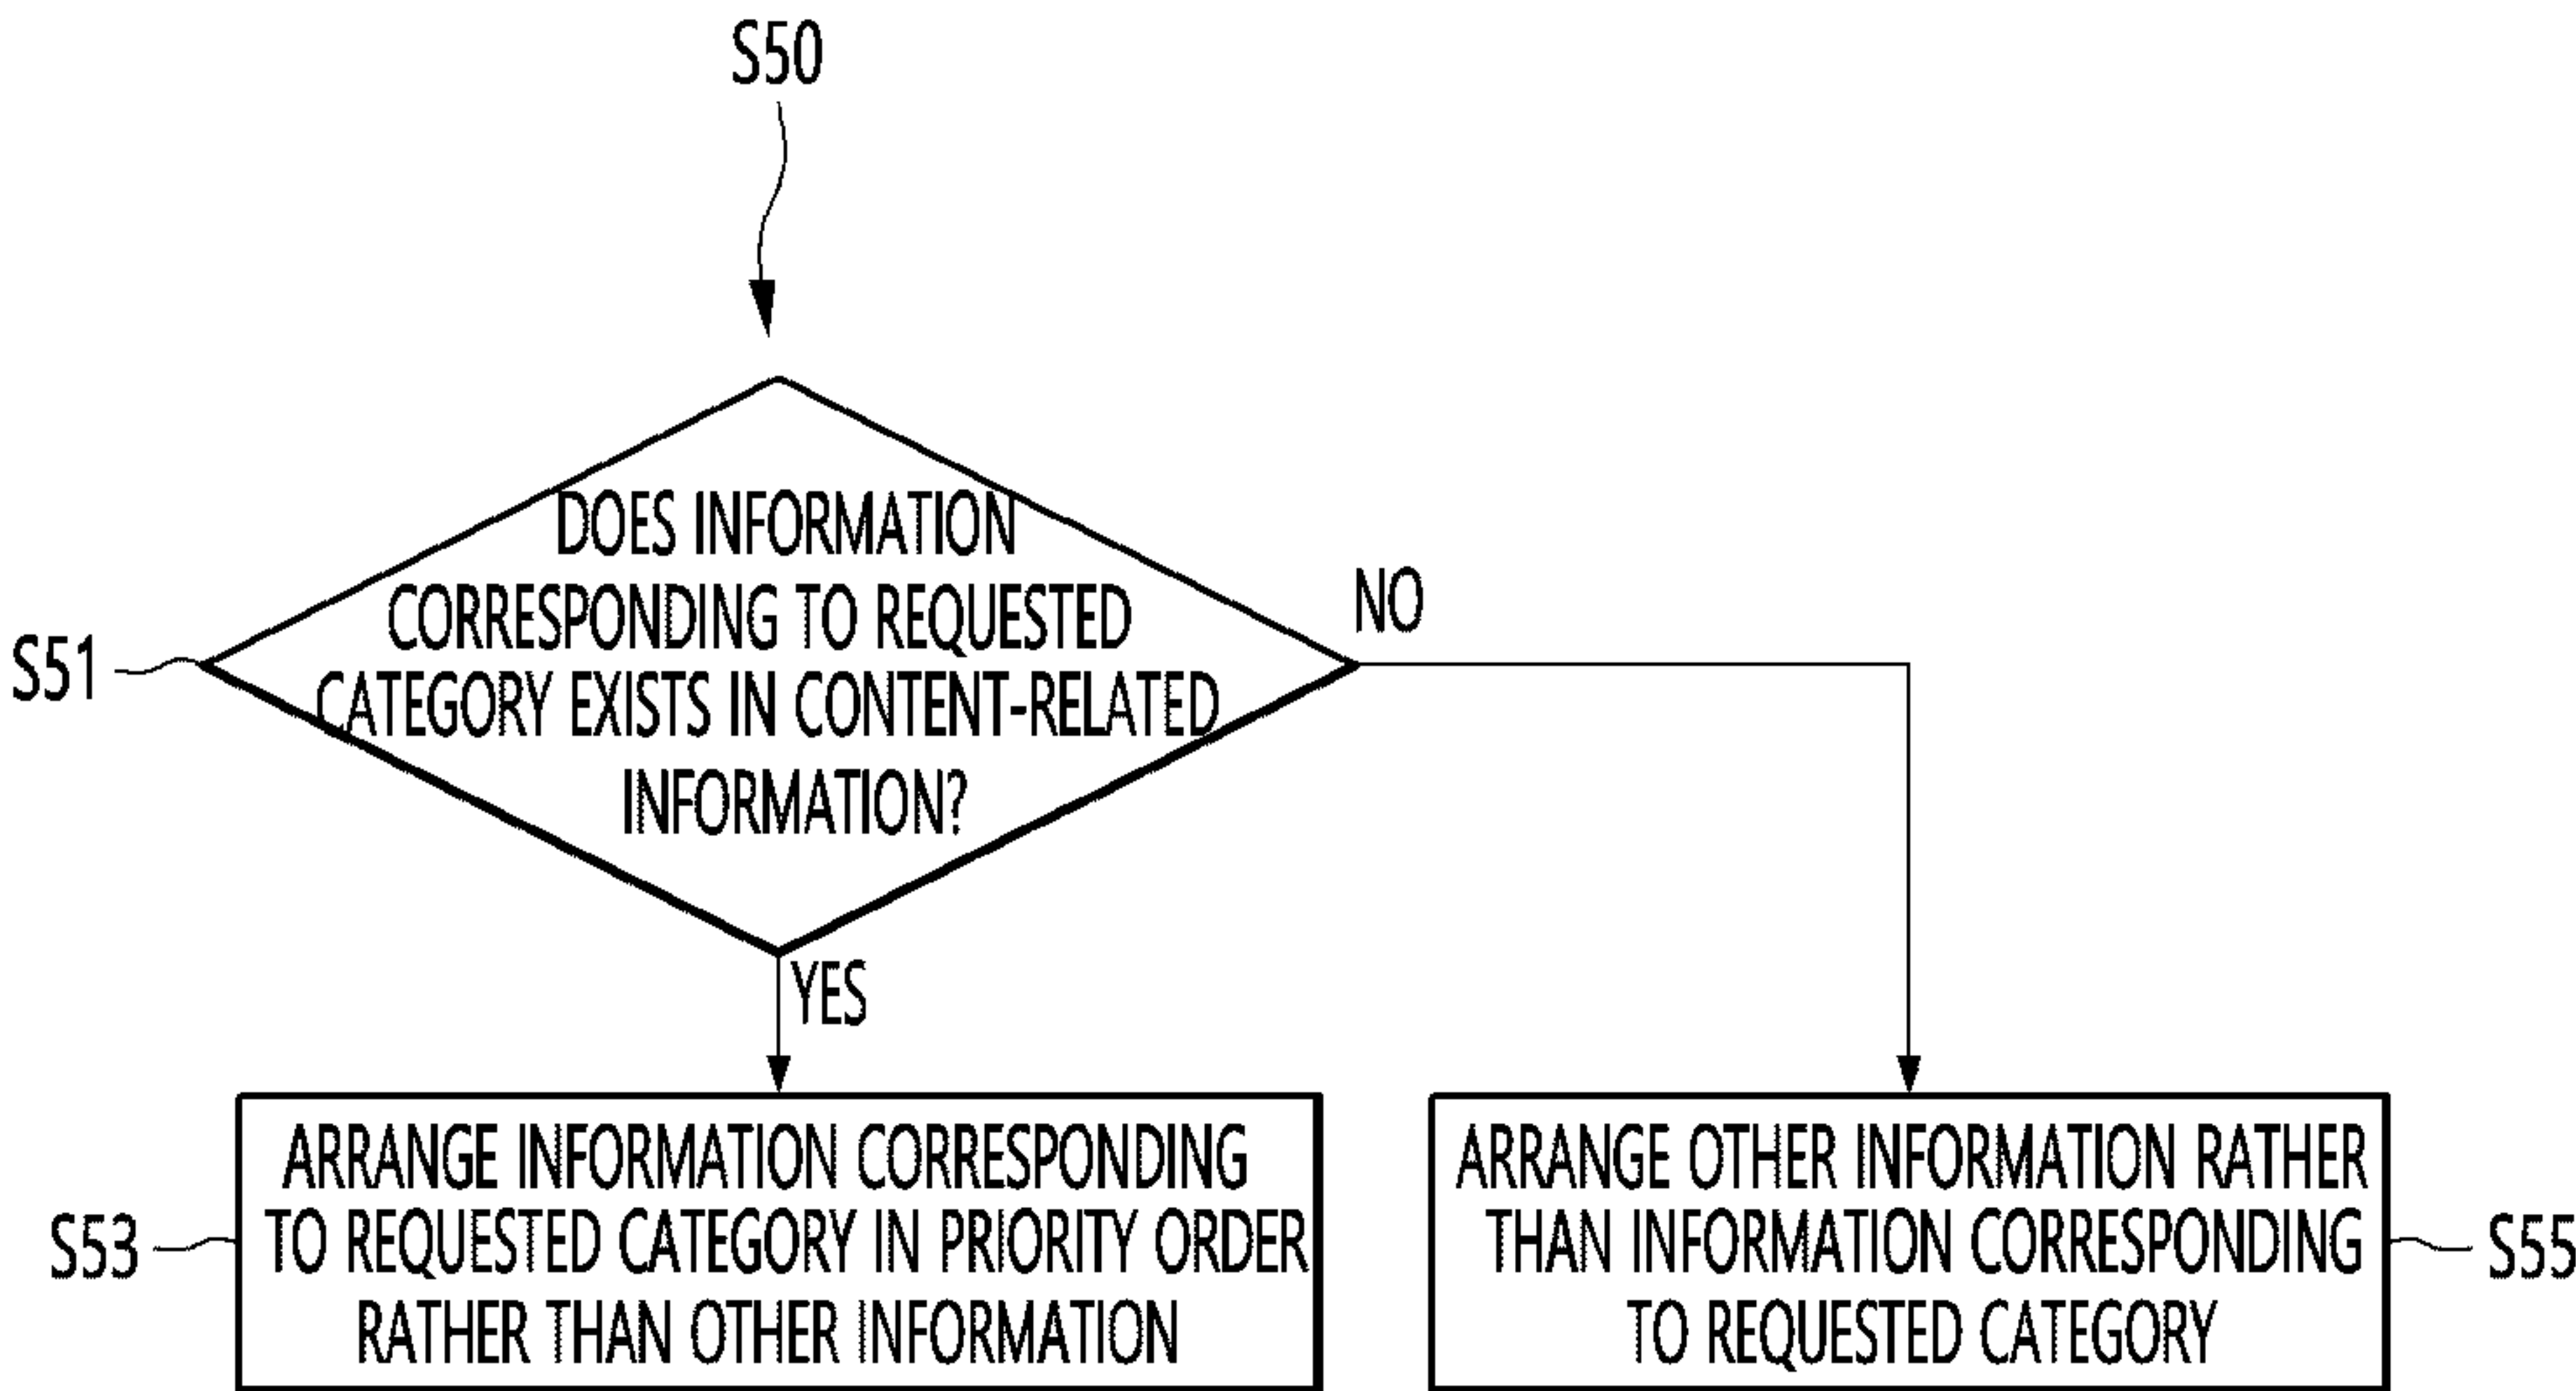 S50
DOES INFORMATION
CORRESPONDING TO REQUESTED
CATEGORY EXISTS IN CONTENT-RELATED
INFORMATION?
S51
NO
YES
ARRANGE INFORMATION CORRESPONDING
TO REQUESTED CATEGORY IN PRIORITY ORDER
RATHER THAN OTHER INFORMATION
S53
ARRANGE OTHER INFORMATION RATHER
THAN INFORMATION CORRESPONDING
TO REQUESTED CATEGORY
S55